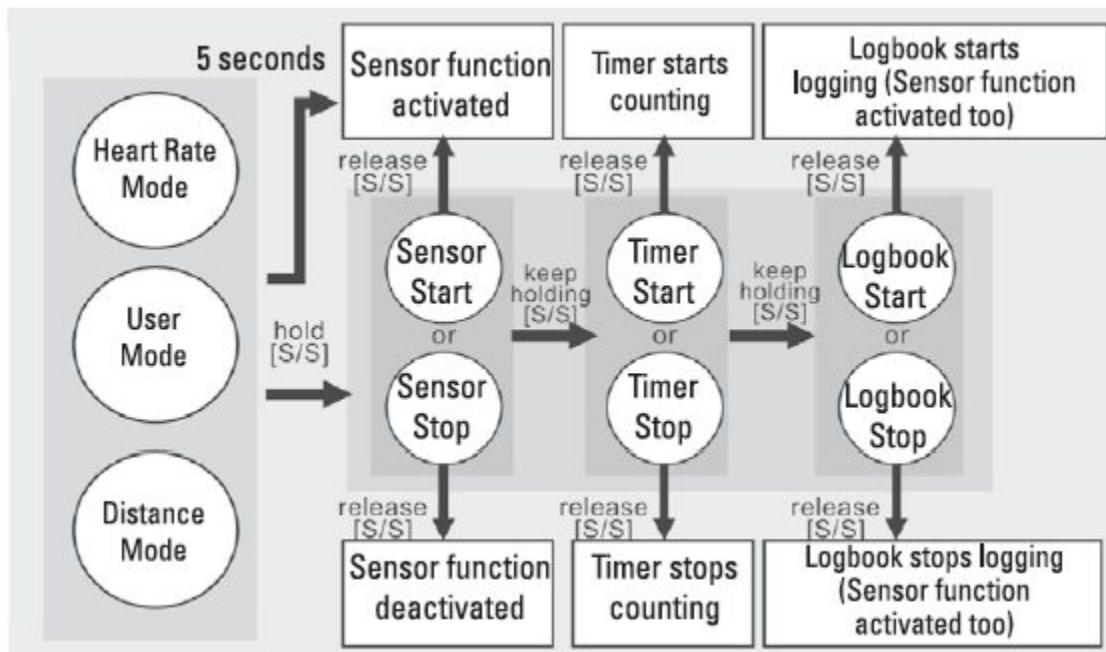 5 seconds
Sensor function
activated
Timer starts
counting
Logbook starts
logging (Sensor function
activated too)
Heart Rate
Mode
release
[S/S]
release
[S/S]
release
[S/S]
User
Mode
hold
[S/S]
Sensor
Start
or
Sensor
Stop
keep
holding
[S/S]
Timer
Start
or
Timer
Stop
keep
holding
[S/S]
Logbook
Start
or
Logbook
Stop
Distance
Mode
release
[S/S]
release
[S/S]
release
[S/S]
Sensor function
deactivated
Timer stops
counting
Logbook stops logging
(Sensor function
activated too)